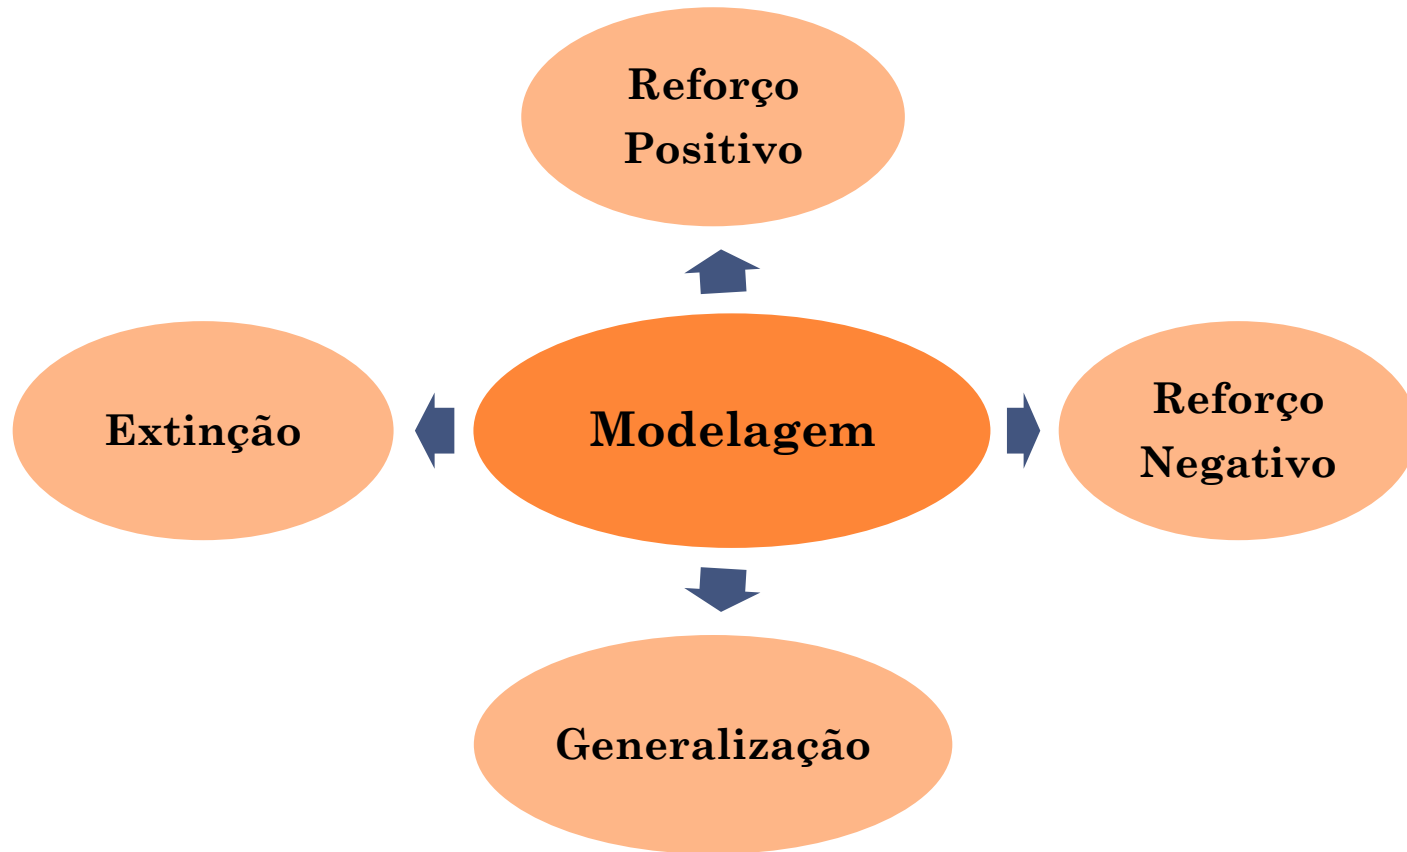 Reforço
Positivo
Extinção
Modelagem
Reforço
Negativo
Generalização